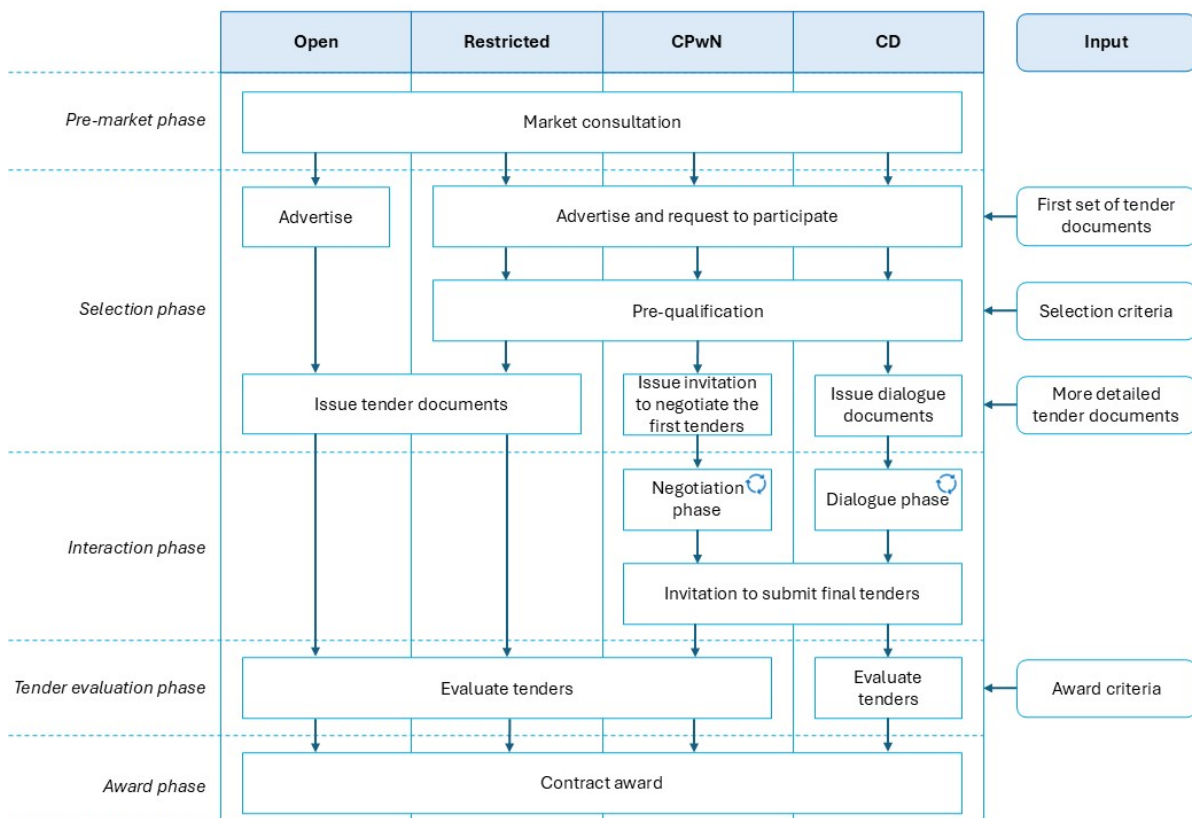 Open
Restricted
CPwN
CD
Input
Pre-market phase
Market consultation
Advertise
Advertise and request to participate
First set of tender
documents
Selection phase
Pre-qualification
Selection criteria
Issue tender documents
Issue invitation
to negotiate the
first tenders
Issue dialogue
documents
More detailed
tender documents
Interaction phase
Negotiation
phase
Dialogue phase
Invitation to submit final tenders
Tender evaluation phase
Evaluate tenders
Evaluate
tenders
Award criteria
Award phase
Contract award